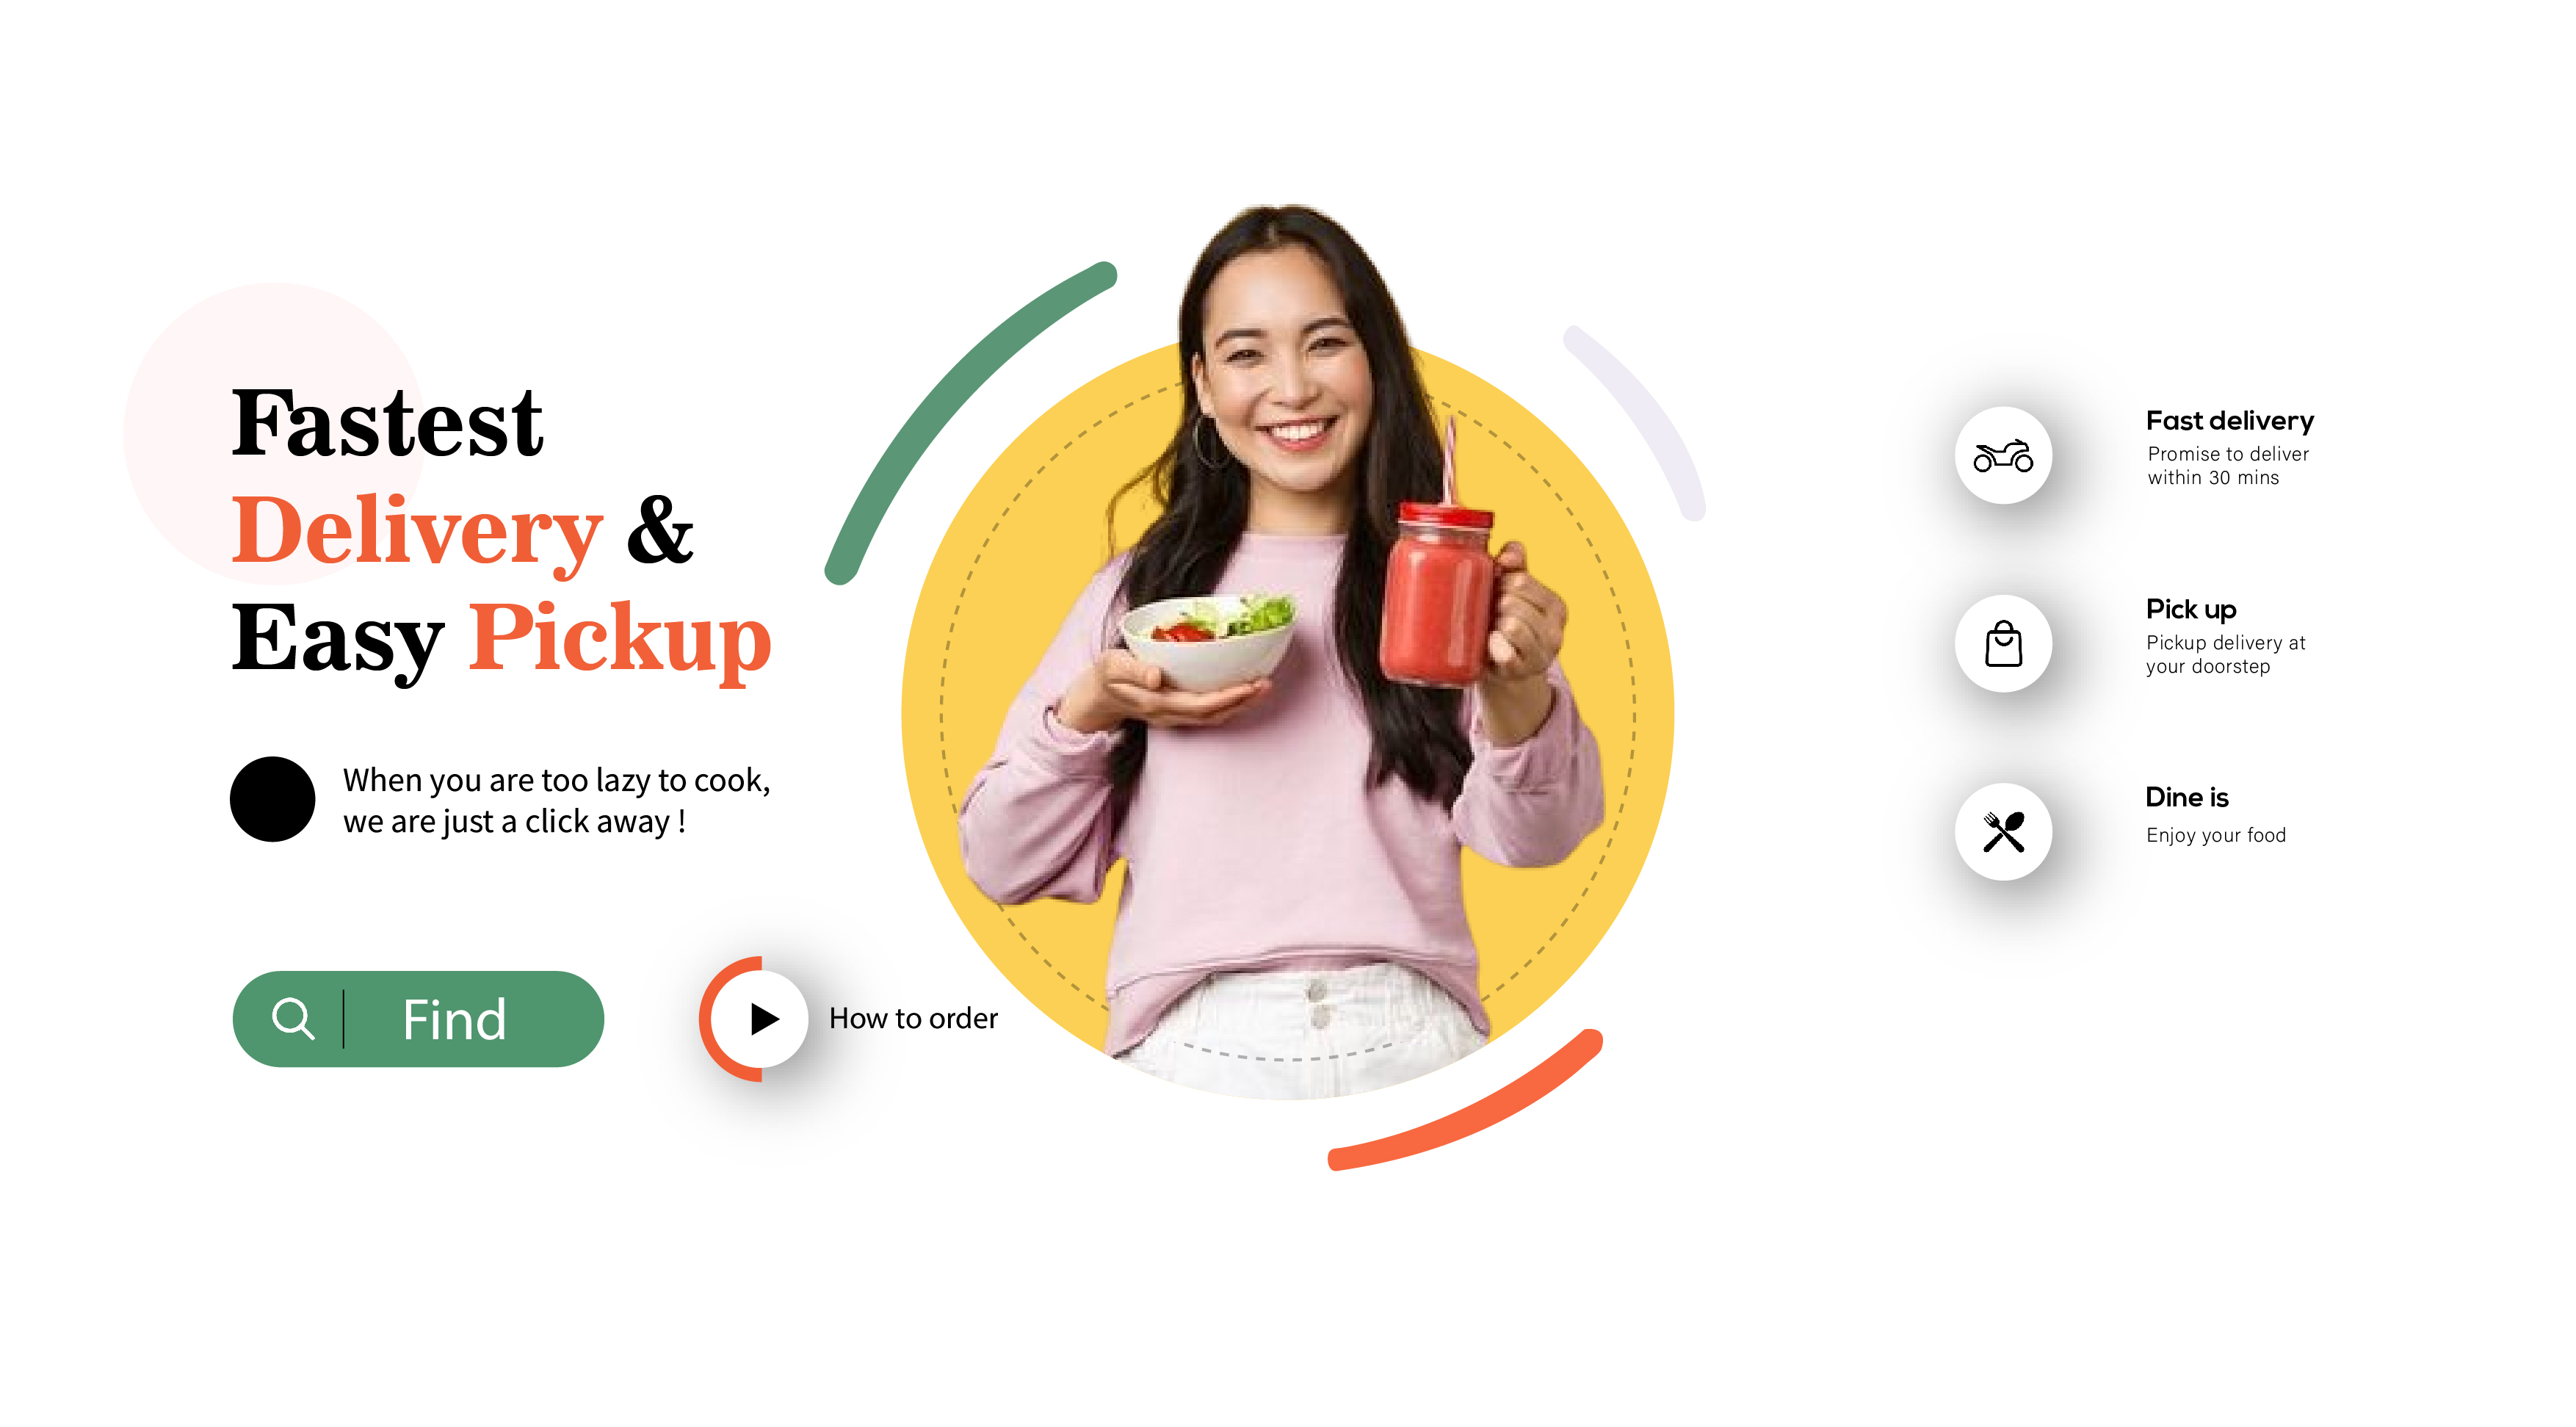 Fastest
Delivery &
Easy Pickup
When you are too lazy to cook,
we are just a click away !
Find
How to order
Fast delivery
Promise to deliver
within 30 mins
Pick up
Pickup delivery at
your doorstep
Dine is
Enjoy your food